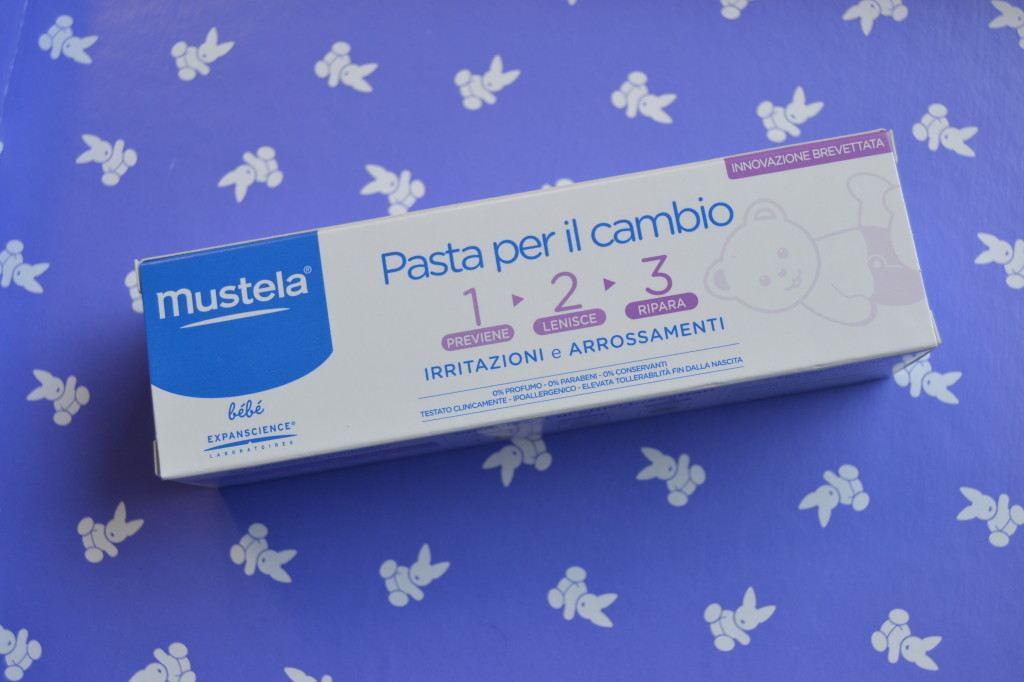 INNOVAZIONE BREVETTATA
mustela®
Pasta per il cambio
1 2 3
PREVIENE LENISCE RIPARA
IRRITAZIONI e ARROSSAMENTI
0% PROFUMO - 0% PARABENI - 0% CONSERVANTI
TESTATO CLINICAMENTE - IPOALLERGENICO - ELEVATA TOLLERABILITÀ FIN DALLA NASCITA
bébé
EXPANSCIENCE®
LABORATOIRES